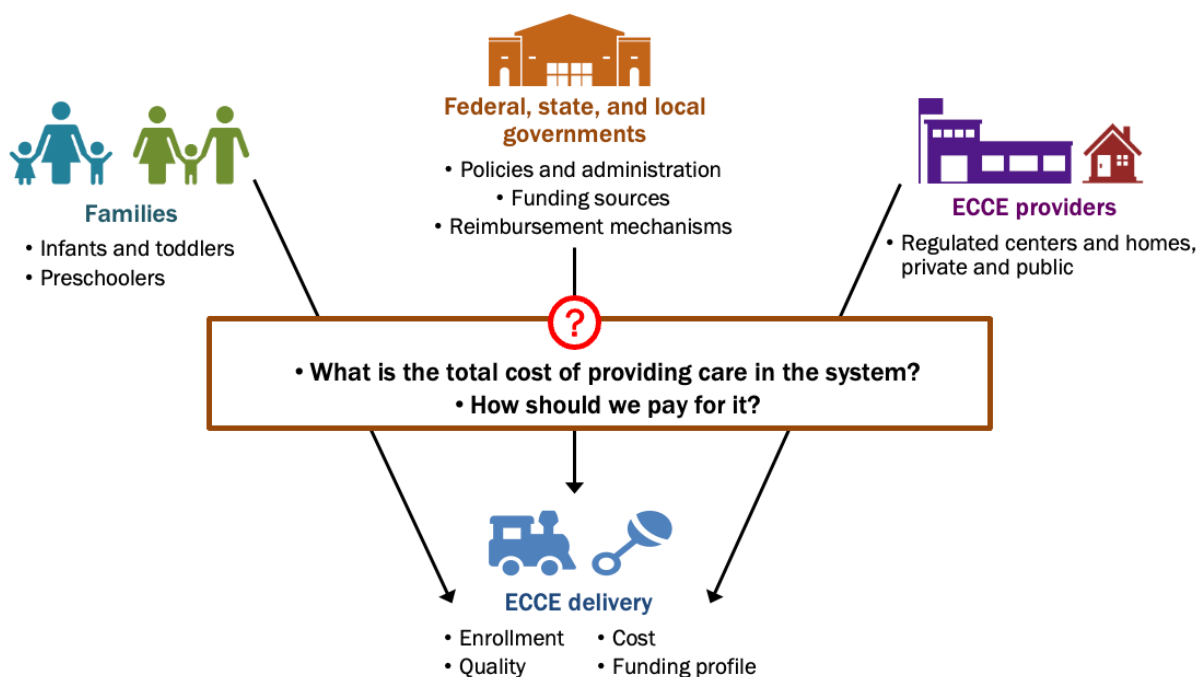 Federal, state, and local
governments
• Policies and administration
• Funding sources
• Reimbursement mechanisms
Families
• Infants and toddlers
• Preschoolers
ECCE providers
• Regulated centers and homes,
private and public
?
• What is the total cost of providing care in the system?
• How should we pay for it?
ECCE delivery
• Enrollment
• Quality
• Cost
• Funding profile